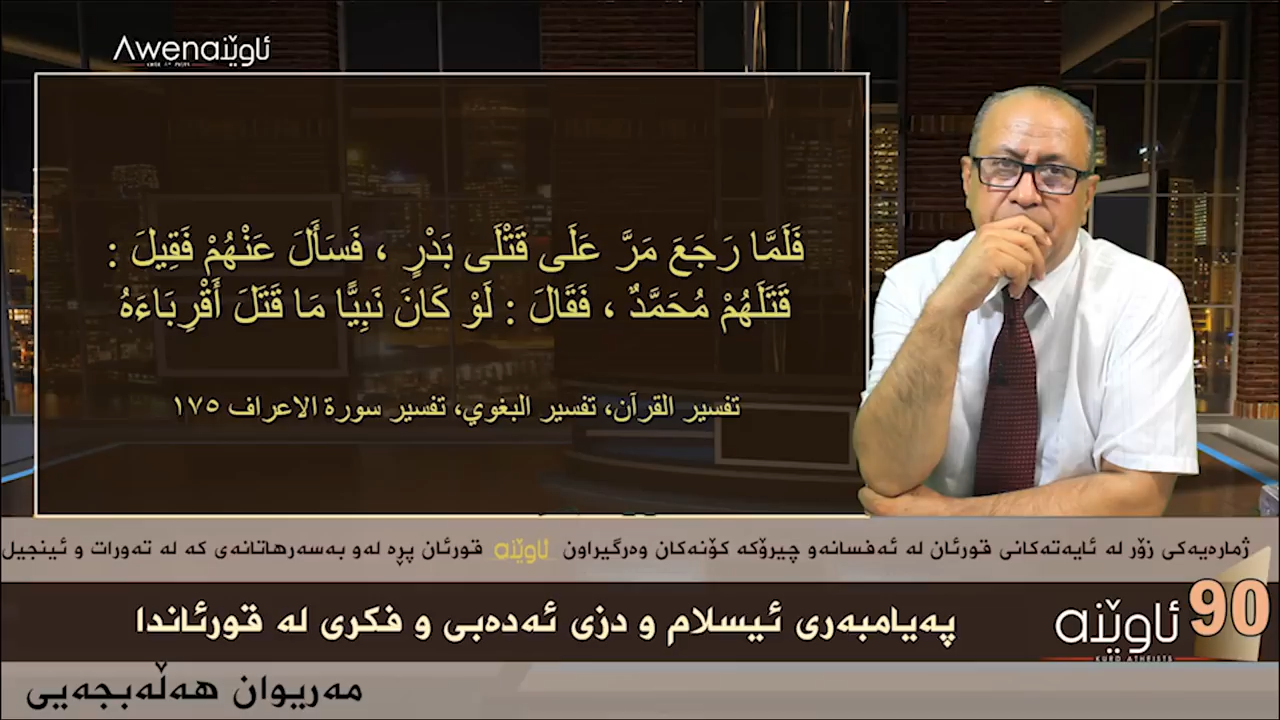 Awena ئاوێنە
فَلَمَّا رَجَعَ مَرَّ عَلَى قَتْلَى بَدْرٍ ، فَسَأَلَ عَنْهُمْ فَقِيلَ :
قَتَلَهُمْ مُحَمَّدٌ ، فَقَالَ : لَوْ كَانَ نَبِيًّا مَا قَتَلَ أَقْرِبَاءَهُ
تفسير القرآن، تفسير البغوي، تفسير سورة الاعراف ١٧٥
ژمارەیەکی زۆر لە ئایەتەکانی قورئان لە ئەفسانەو چیرۆکە کۆنەکان وەرگیراون ئاوێنە قورئان پڕە لەو بەسەرهاتانەی کە لە تەورات و ئینجیل
پەیامبەری ئیسلام و دزی ئەدەبی و فکری لە قورئاندا
ئاوێنە 90
KURD ATHEISTS
مەریوان هەڵەبجەیی